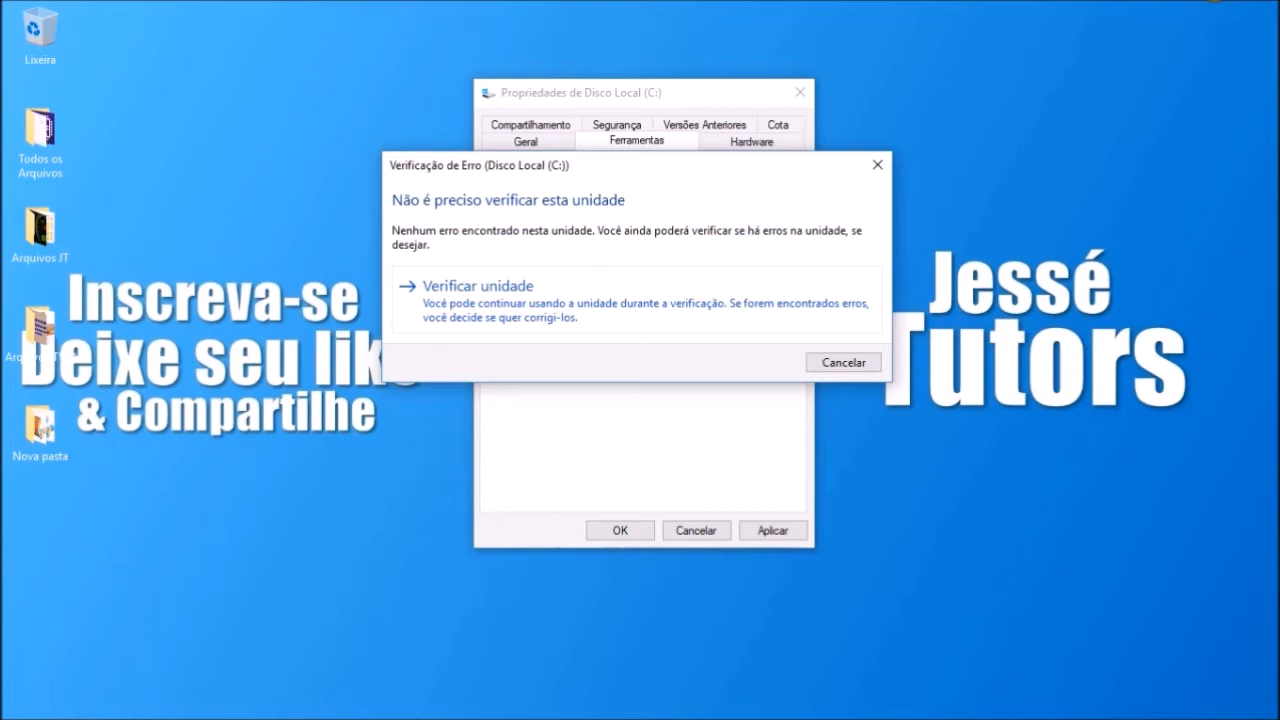 Lixeira
Todos os
Arquivos
Arquivos JT
Nova pasta
Inscreva-se
Deixe seu
& Compartilhe
Propriedades de Disco Local (C:)
Compartilhamento Segurança Versões Anteriores Cota
Geral Ferramentas Hardware
Verificação de Erro (Disco Local (C:))
Não é preciso verificar esta unidade
Nenhum erro encontrado nesta unidade. Você ainda poderá verificar se há erros na unidade, se
desejar.
Verificar unidade
Você pode continuar usando a unidade durante a verificação. Se forem encontrados erros,
você decide se quer corrigi-los.
Cancelar
OK Cancelar Aplicar
Jessé
Tutors